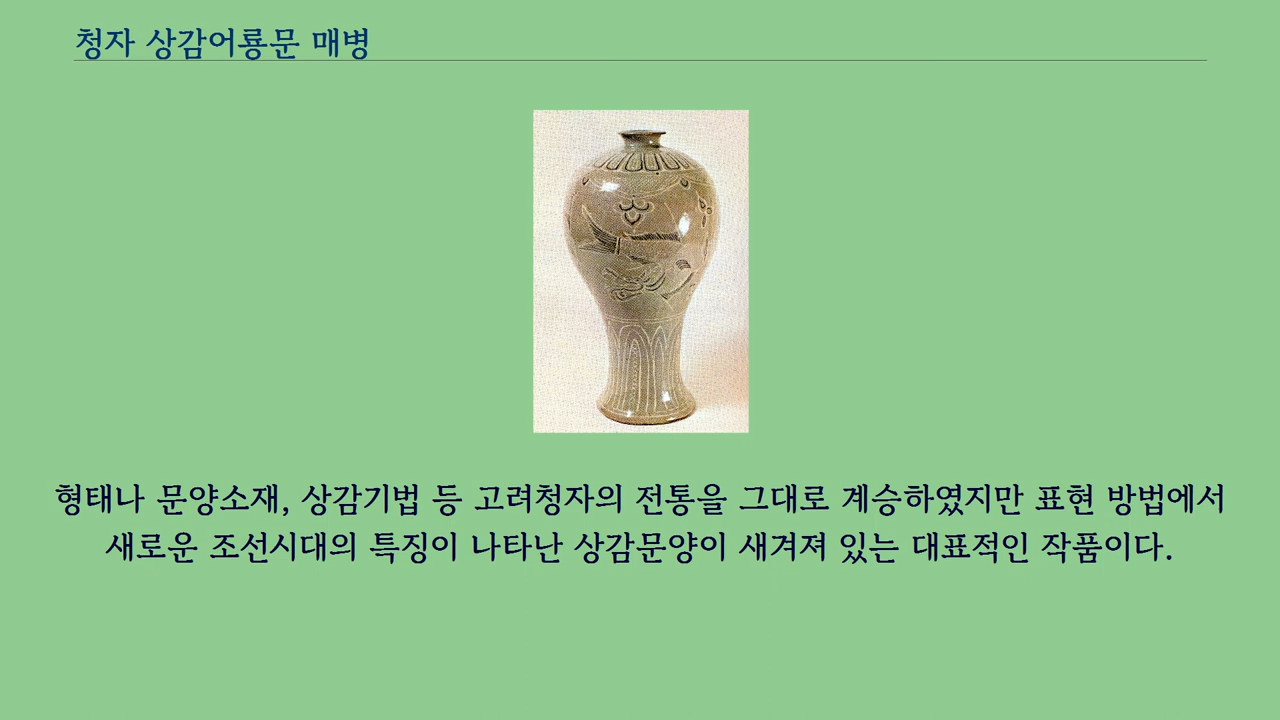 청자 상감어룡문 매병
형태나 문양소재, 상감기법 등 고려청자의 전통을 그대로 계승하였지만 표현 방법에서
새로운 조선시대의 특징이 나타난 상감문양이 새겨져 있는 대표적인 작품이다.